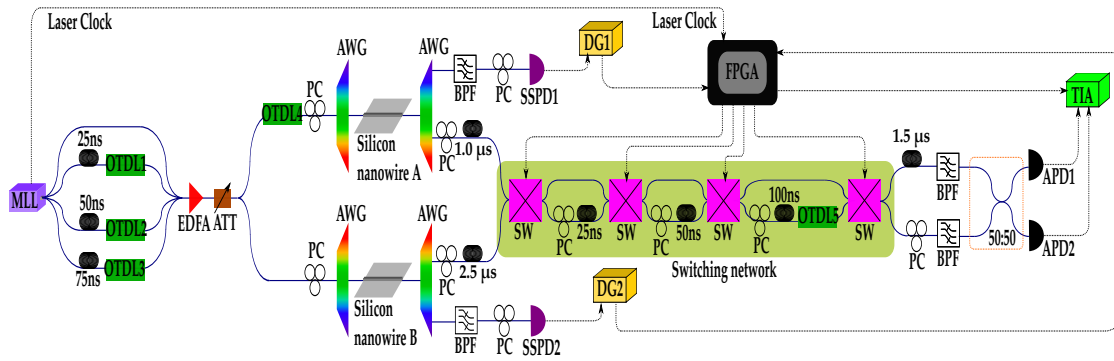 Laser Clock
Laser Clock
AWG
AWG
DG1
FPGA
TIA
PC
BPF
PC
SSPD1
OTDL4
25ns
OTDL1
Silicon
nanowire A
PC
1.0 μs
1.5 μs
BPF
APD1
MLL
50ns
OTDL2
EDFA
ATT
75ns
OTDL3
SW
PC
25ns
SW
PC
50ns
SW
100ns
PC
OTDL5
SW
PC
BPF
50:50
APD2
AWG
AWG
PC
PC
2.5 μs
Switching network
Silicon
nanowire B
DG2
BPF
PC
SSPD2